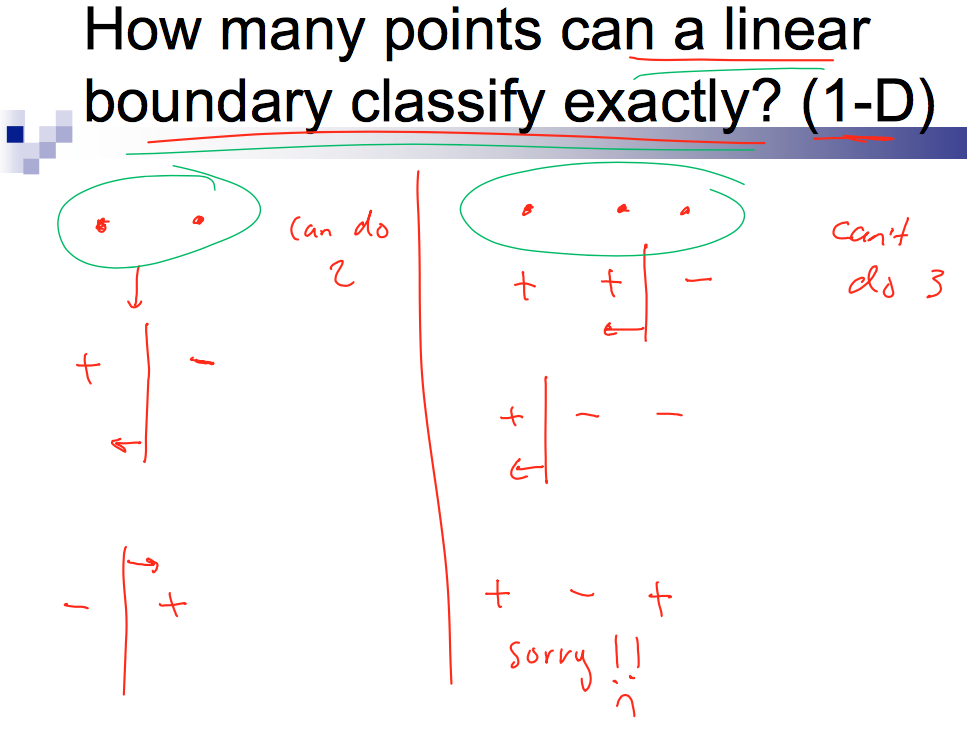 How many points can a linear
boundary classify exactly? (1-D)
can do
2
+ -
- +
can't
do 3
+ + -
+ - -
+ - +
sorry !!